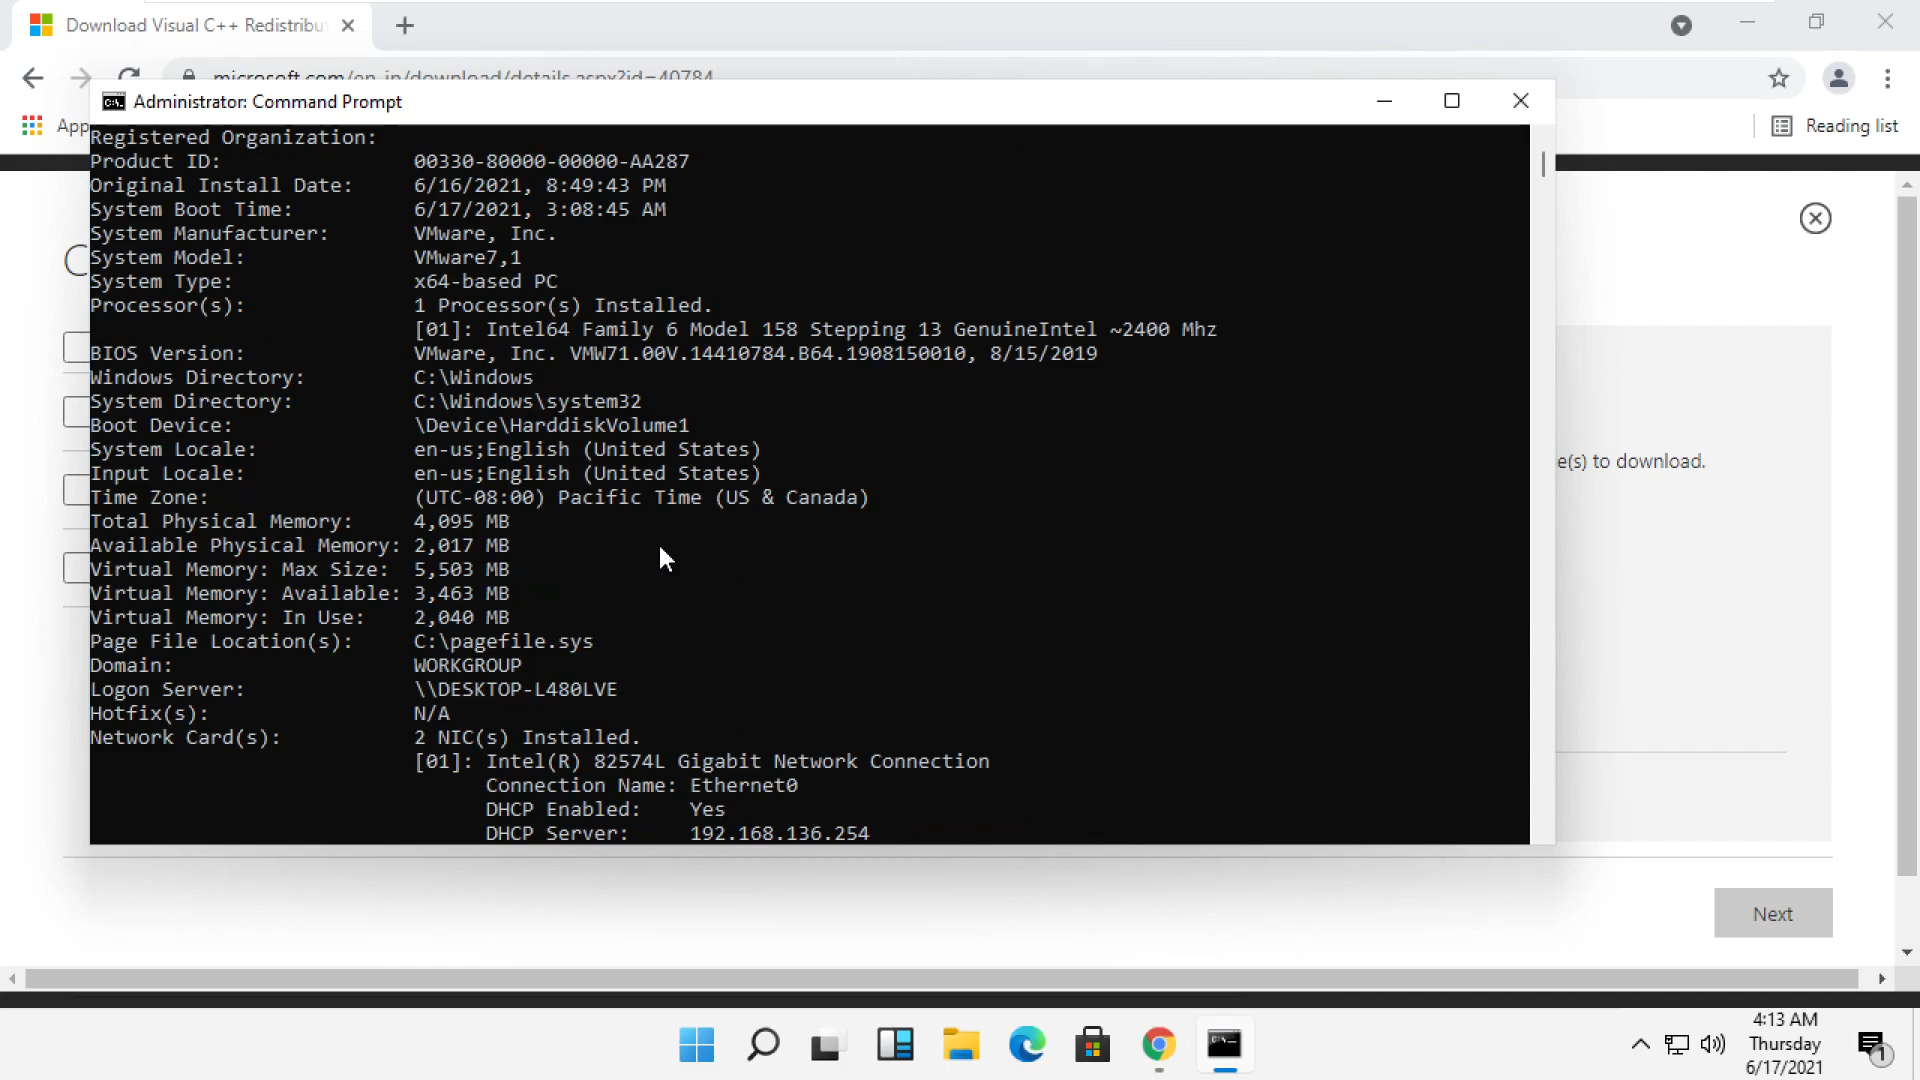 Download Visual C++ Redistribu
microsoft.com/en-in/download/details.aspx?id=40784
App
Reading list
Administrator: Command Prompt
Registered Organization:
Product ID: 00330-80000-00000-AA287
Original Install Date: 6/16/2021, 8:49:43 PM
System Boot Time: 6/17/2021, 3:08:45 AM
System Manufacturer: VMware, Inc.
System Model: VMware7,1
System Type: x64-based PC
Processor(s): 1 Processor(s) Installed.
[01]: Intel64 Family 6 Model 158 Stepping 13 GenuineIntel ~2400 Mhz
BIOS Version: VMware, Inc. VMW71.00V.14410784.B64.1908150010, 8/15/2019
Windows Directory: C:\Windows
System Directory: C:\Windows\system32
Boot Device: \Device\HarddiskVolume1
System Locale: en-us;English (United States)
Input Locale: en-us;English (United States)
Time Zone: (UTC-08:00) Pacific Time (US & Canada)
Total Physical Memory: 4,095 MB
Available Physical Memory: 2,017 MB
Virtual Memory: Max Size: 5,503 MB
Virtual Memory: Available: 3,463 MB
Virtual Memory: In Use: 2,040 MB
Page File Location(s): C:\pagefile.sys
Domain: WORKGROUP
Logon Server: \\DESKTOP-L480LVE
Hotfix(s): N/A
Network Card(s): 2 NIC(s) Installed.
[01]: Intel(R) 82574L Gigabit Network Connection
Connection Name: Ethernet0
DHCP Enabled: Yes
DHCP Server: 192.168.136.254
C
e(s) to download.
Next
4:13 AM
Thursday
6/17/2021
1